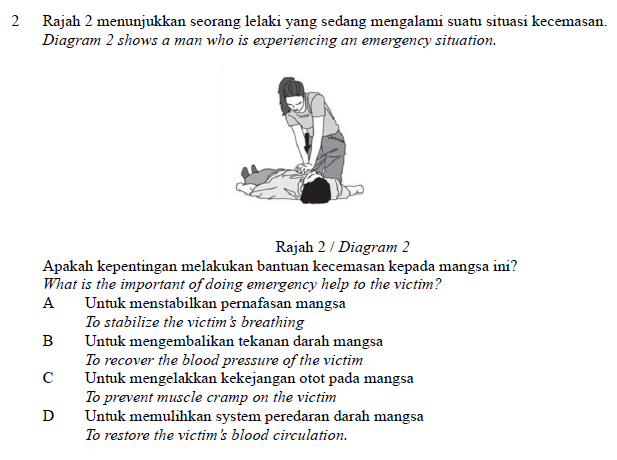 2 Rajah 2 menunjukkan seorang lelaki yang sedang mengalami suatu situasi kecemasan.
Diagram 2 shows a man who is experiencing an emergency situation.
Rajah 2 / Diagram 2
Apakah kepentingan melakukan bantuan kecemasan kepada mangsa ini?
What is the important of doing emergency help to the victim?
A Untuk menstabilkan pernafasan mangsa
To stabilize the victim's breathing
B Untuk mengembalikan tekanan darah mangsa
To recover the blood pressure of the victim
C Untuk mengelakkan kekejangan otot pada mangsa
To prevent muscle cramp on the victim
D Untuk memulihkan system peredaran darah mangsa
To restore the victim's blood circulation.